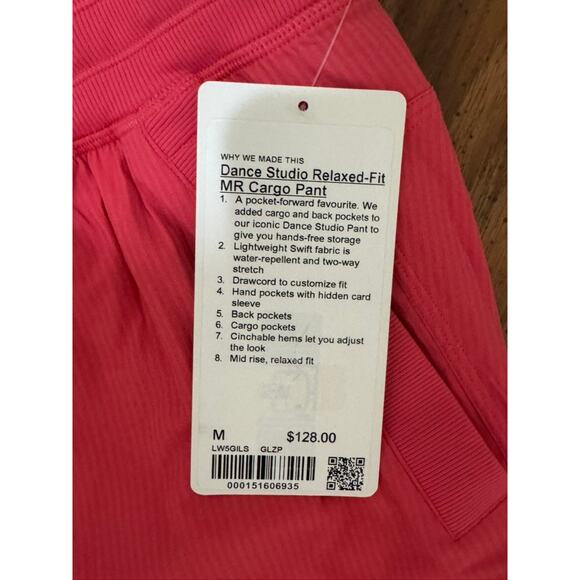 WHY WE MADE THIS
Dance Studio Relaxed-Fit
MR Cargo Pant
1. A pocket-forward favourite. We
added cargo and back pockets to
our iconic Dance Studio Pant to
give you hands-free storage
2. Lightweight Swift fabric is
water-repellent and two-way
stretch
3. Drawcord to customize fit
4. Hand pockets with hidden card
sleeve
5. Back pockets
6. Cargo pockets
7. Cinchable hems let you adjust
the look
8. Mid rise, relaxed fit
M $128.00
LW5GILS GLZP
000151606935